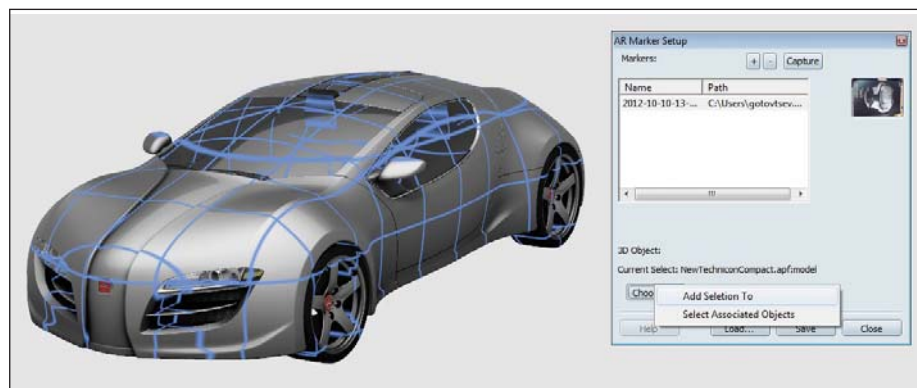 AR Marker Setup
Markers:
+ - Capture
Name Path
2012-10-10-13-... C:\Users\gotovtsev....
3D Object:
Current Select: NewTechniconCompact.apf:model
Choo
Add Seletion To
Select Associated Objects
Help Load... Save Close